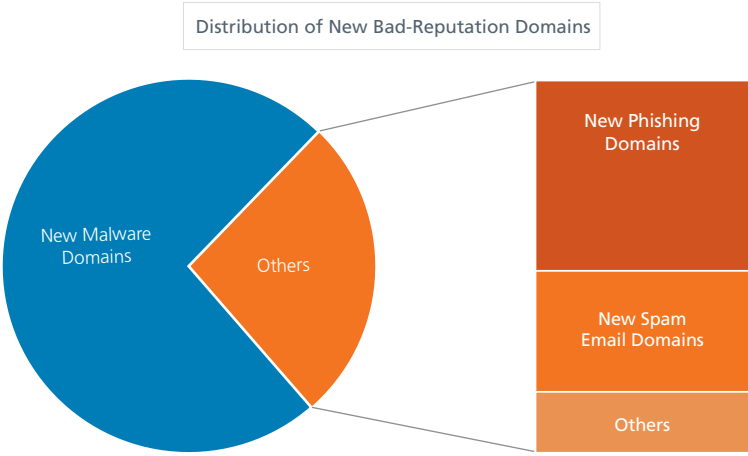 Distribution of New Bad-Reputation Domains
New Malware
Domains
Others
New Phishing
Domains
New Spam
Email Domains
Others